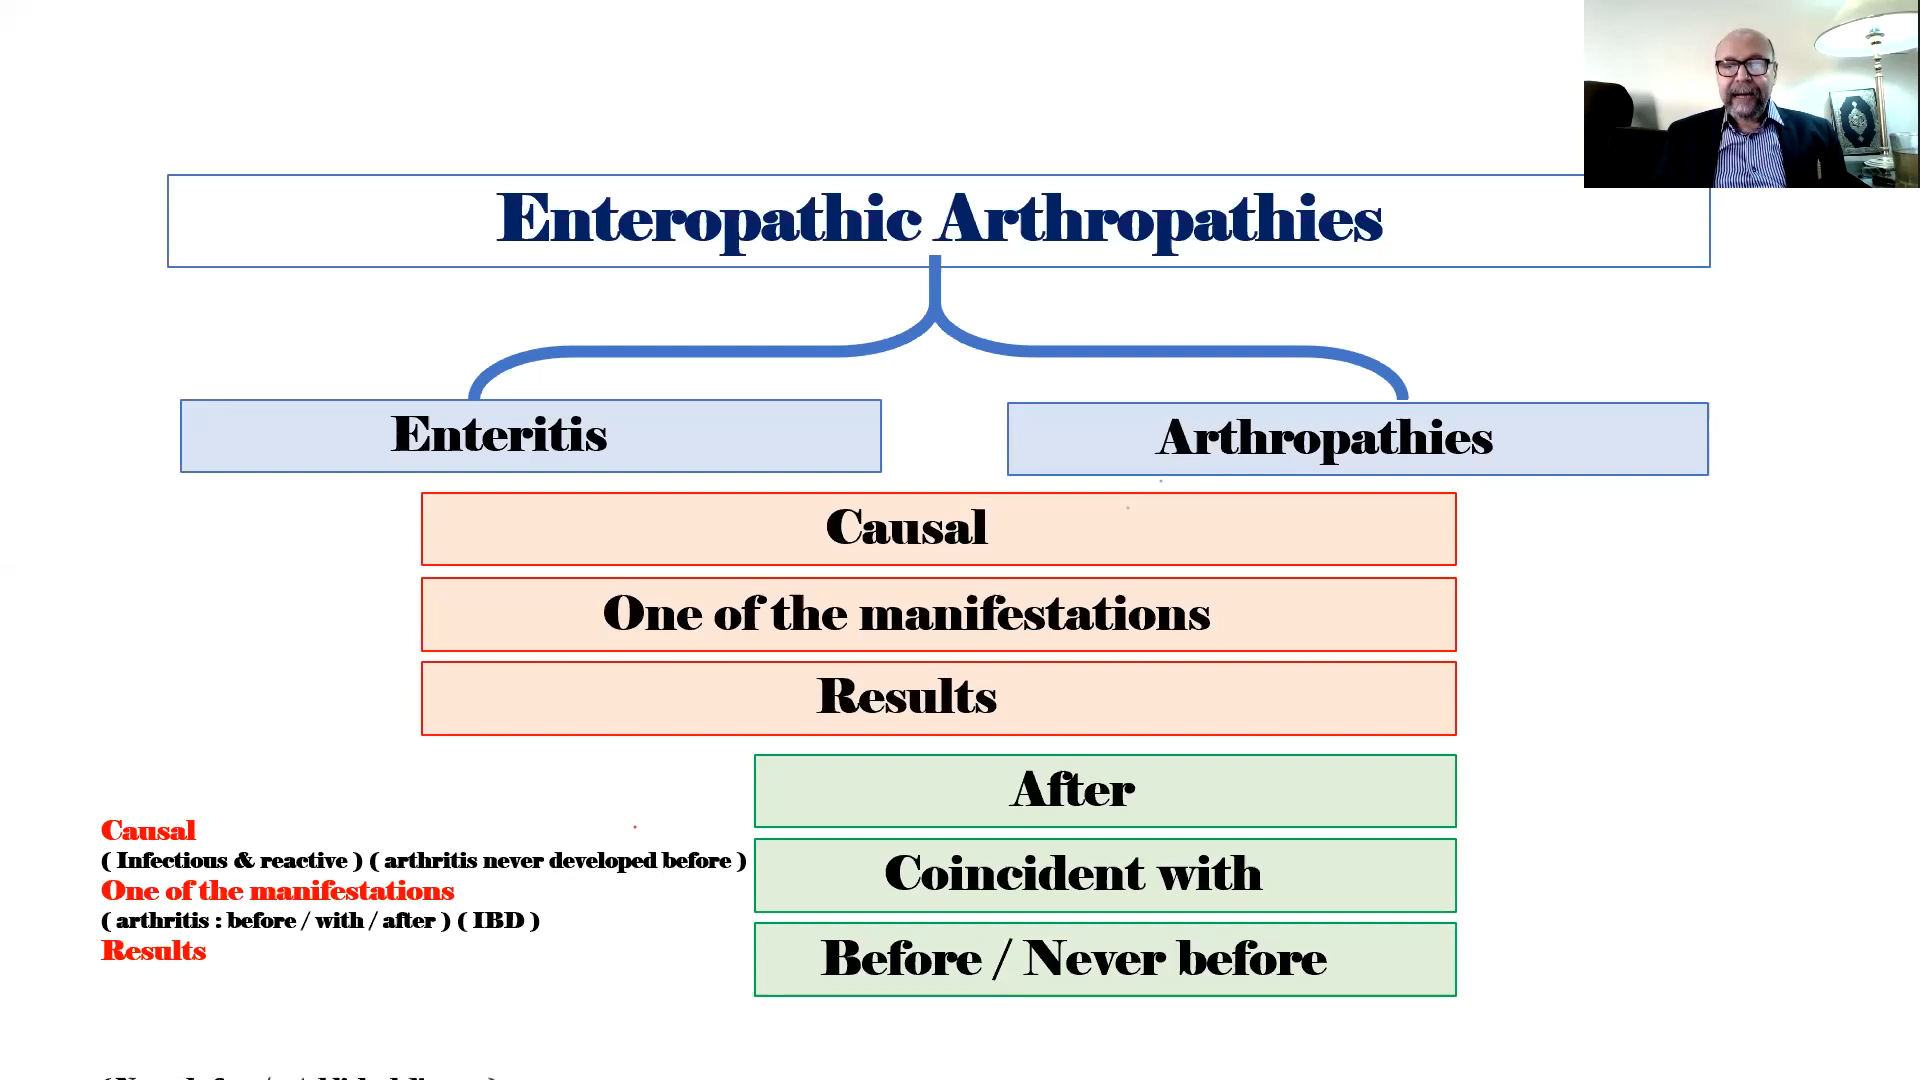 Enteropathic Arthropathies
Enteritis
Arthropathies
Causal
One of the manifestations
Results
After
Coincident with
Before / Never before
Causal
( Infectious & reactive ) ( arthritis never developed before )
One of the manifestations
( arthritis : before / with / after ) ( IBD )
Results